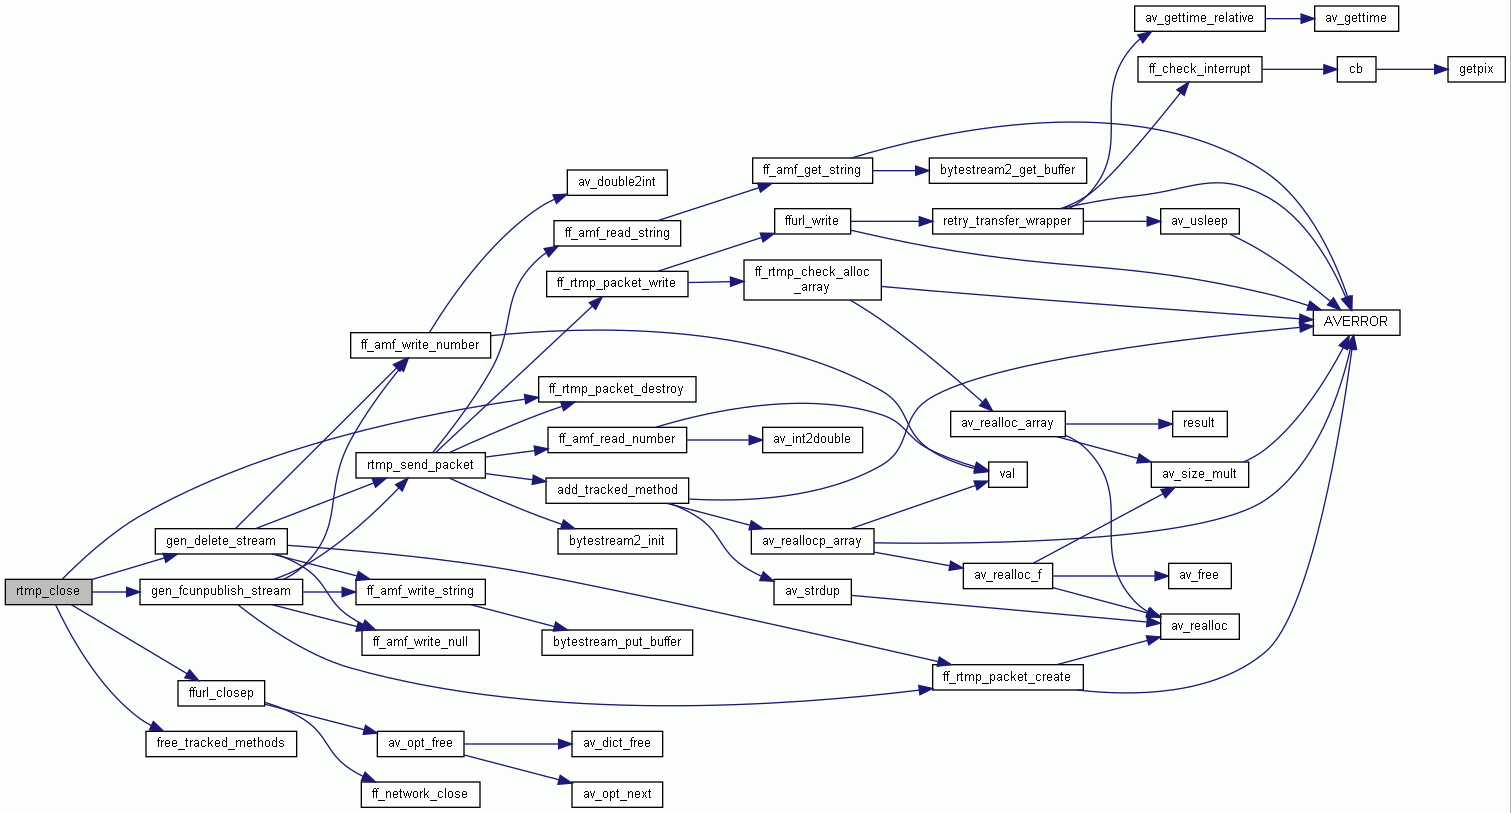 av_gettime_relative
av_gettime
ff_check_interrupt
cb
getpix
ff_amf_get_string
bytestream2_get_buffer
av_double2int
ff_amf_read_string
ffurl_write
retry_transfer_wrapper
av_usleep
ff_rtmp_packet_write
ff_rtmp_check_alloc
_array
AVERROR
ff_amf_write_number
ff_rtmp_packet_destroy
ff_amf_read_number
av_int2double
av_realloc_array
result
rtmp_send_packet
val
av_size_mult
add_tracked_method
gen_delete_stream
bytestream2_init
av_reallocp_array
rtmp_close
gen_fcunpublish_stream
ff_amf_write_string
av_strdup
av_realloc_f
av_free
ff_amf_write_null
bytestream_put_buffer
av_realloc
ffurl_closep
ff_rtmp_packet_create
free_tracked_methods
av_opt_free
av_dict_free
ff_network_close
av_opt_next